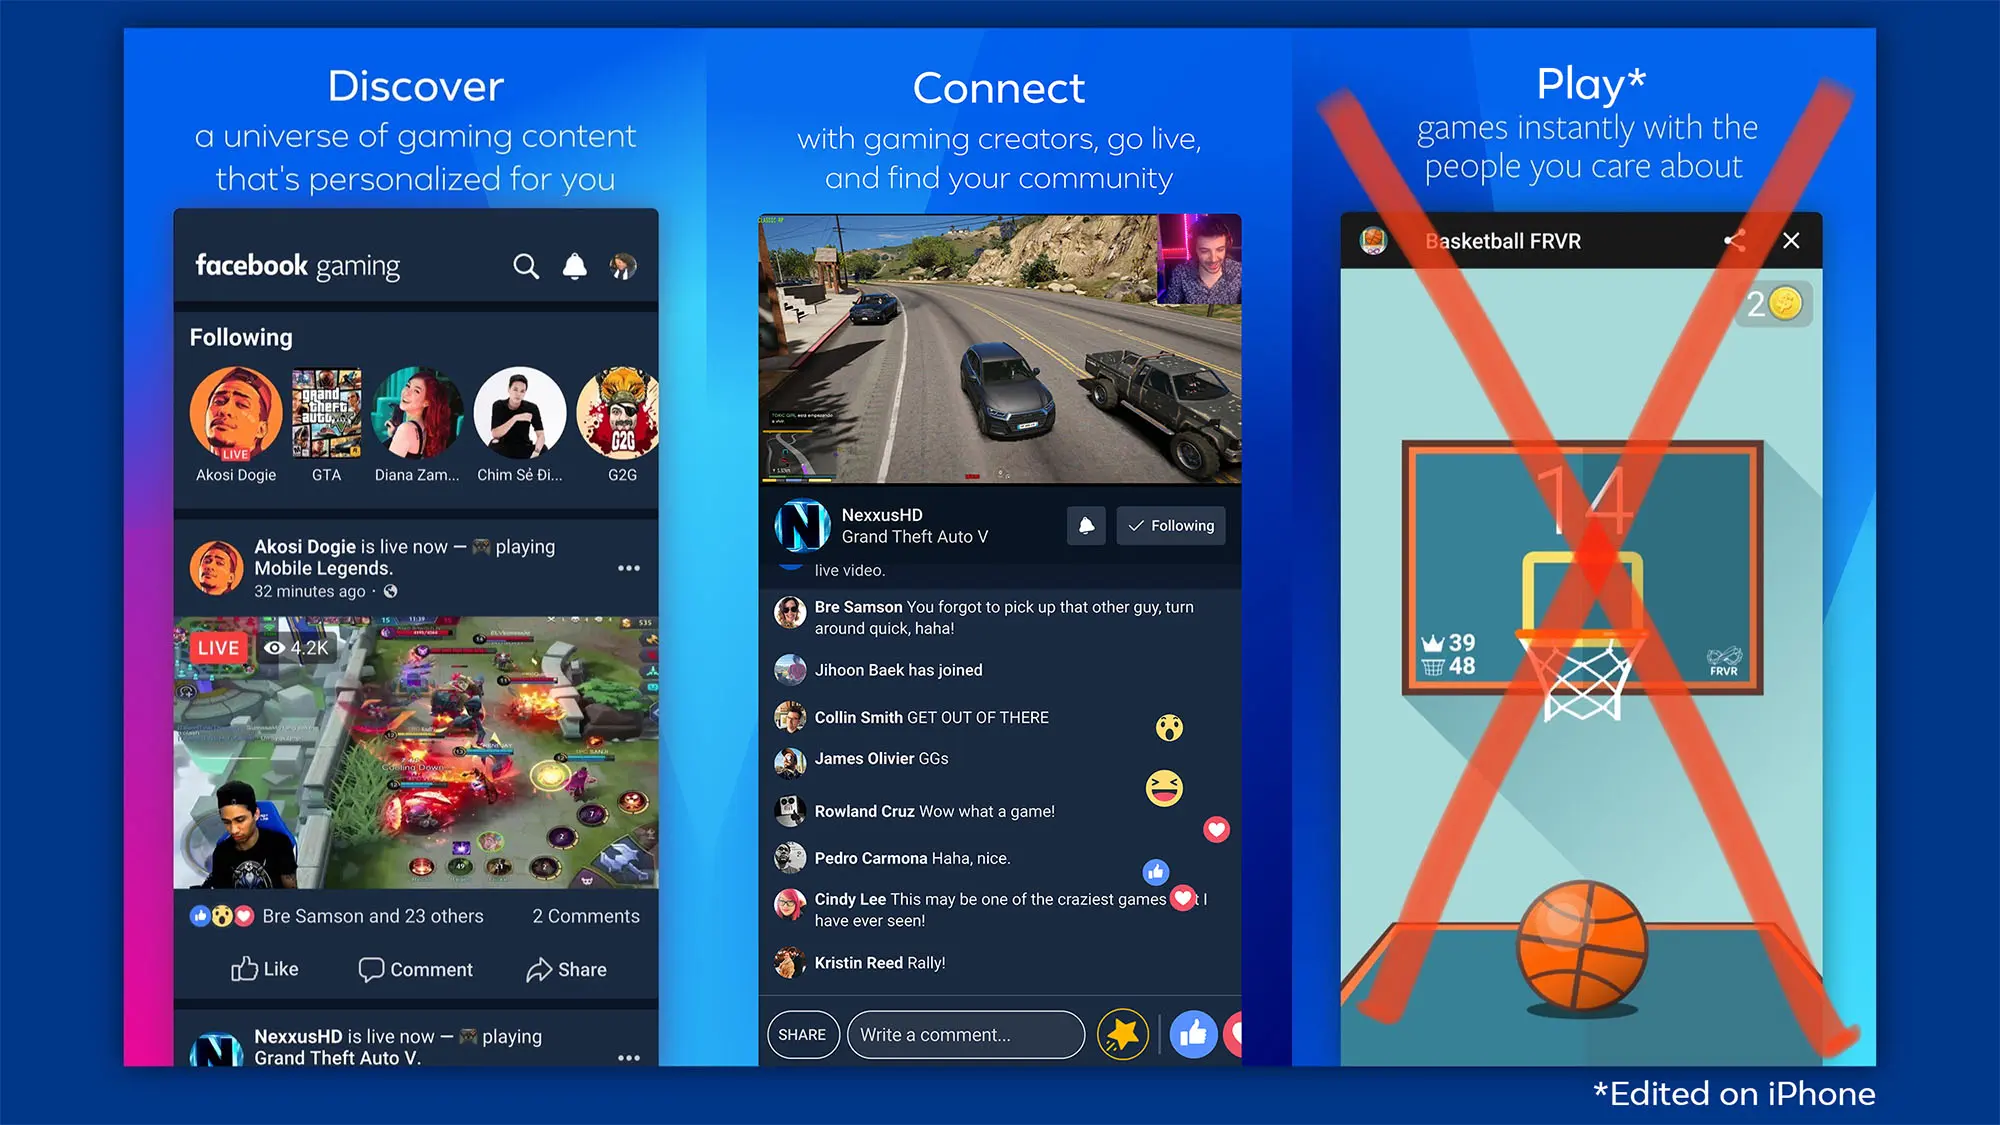 Discover
a universe of gaming content
that's personalized for you
facebook gaming
Following
LIVE
grand
theft
auto
V
G2G
Akosi Dogie
GTA
Diana Zam...
Chim Sẻ Đi...
G2G
Akosi Dogie is live now — playing
Mobile Legends.
32 minutes ago ·
LIVE
4.2K
Bre Samson and 23 others
2 Comments
Like
Comment
Share
NexxusHD is live now — playing
Grand Theft Auto V.
Connect
with gaming creators, go live,
and find your community
NexxusHD
Grand Theft Auto V
Following
live video.
Bre Samson You forgot to pick up that other guy, turn
around quick, haha!
Jihoon Baek has joined
Collin Smith GET OUT OF THERE
James Olivier GGs
Rowland Cruz Wow what a game!
Pedro Carmona Haha, nice.
Cindy Lee This may be one of the craziest games I
have ever seen!
Kristin Reed Rally!
SHARE
Write a comment...
Play*
games instantly with the
people you care about
Basketball FRVR
2
14
39
48
FRVR
*Edited on iPhone